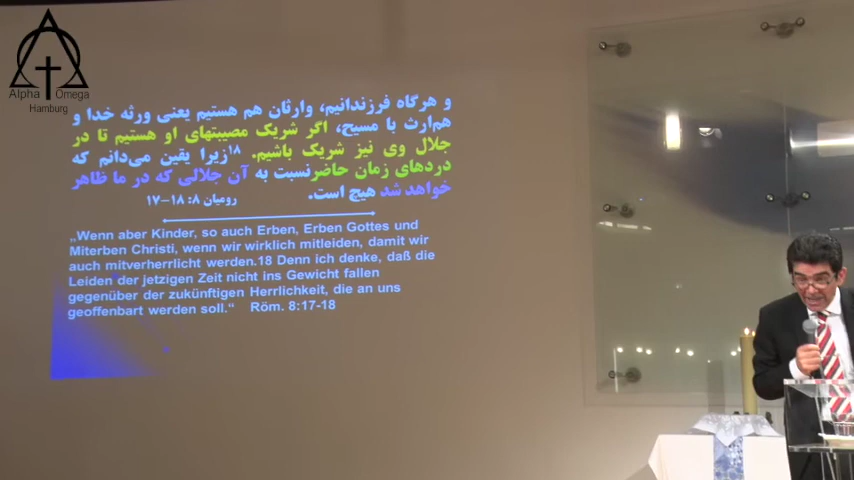 Alpha Omega
Hamburg
و هرگاه فرزندانیم، وارثان هم هستیم یعنی ورثه خدا و
هم‌ارث با مسیح، اگر شریک مصیبتهای او هستیم تا در
جلال وی نیز شریک باشیم. ۱۸زیرا یقین می‌دانم که
دردهای زمان حاضر نسبت به آن جلالی که در ما ظاهر
خواهد شد هیچ است. رومیان ۸: ۱۸–۱۷
„Wenn aber Kinder, so auch Erben, Erben Gottes und
Miterben Christi, wenn wir wirklich mitleiden, damit wir
auch mitverherrlicht werden.18 Denn ich denke, daß die
Leiden der jetzigen Zeit nicht ins Gewicht fallen
gegenüber der zukünftigen Herrlichkeit, die an uns
geoffenbart werden soll.“ Röm. 8:17-18